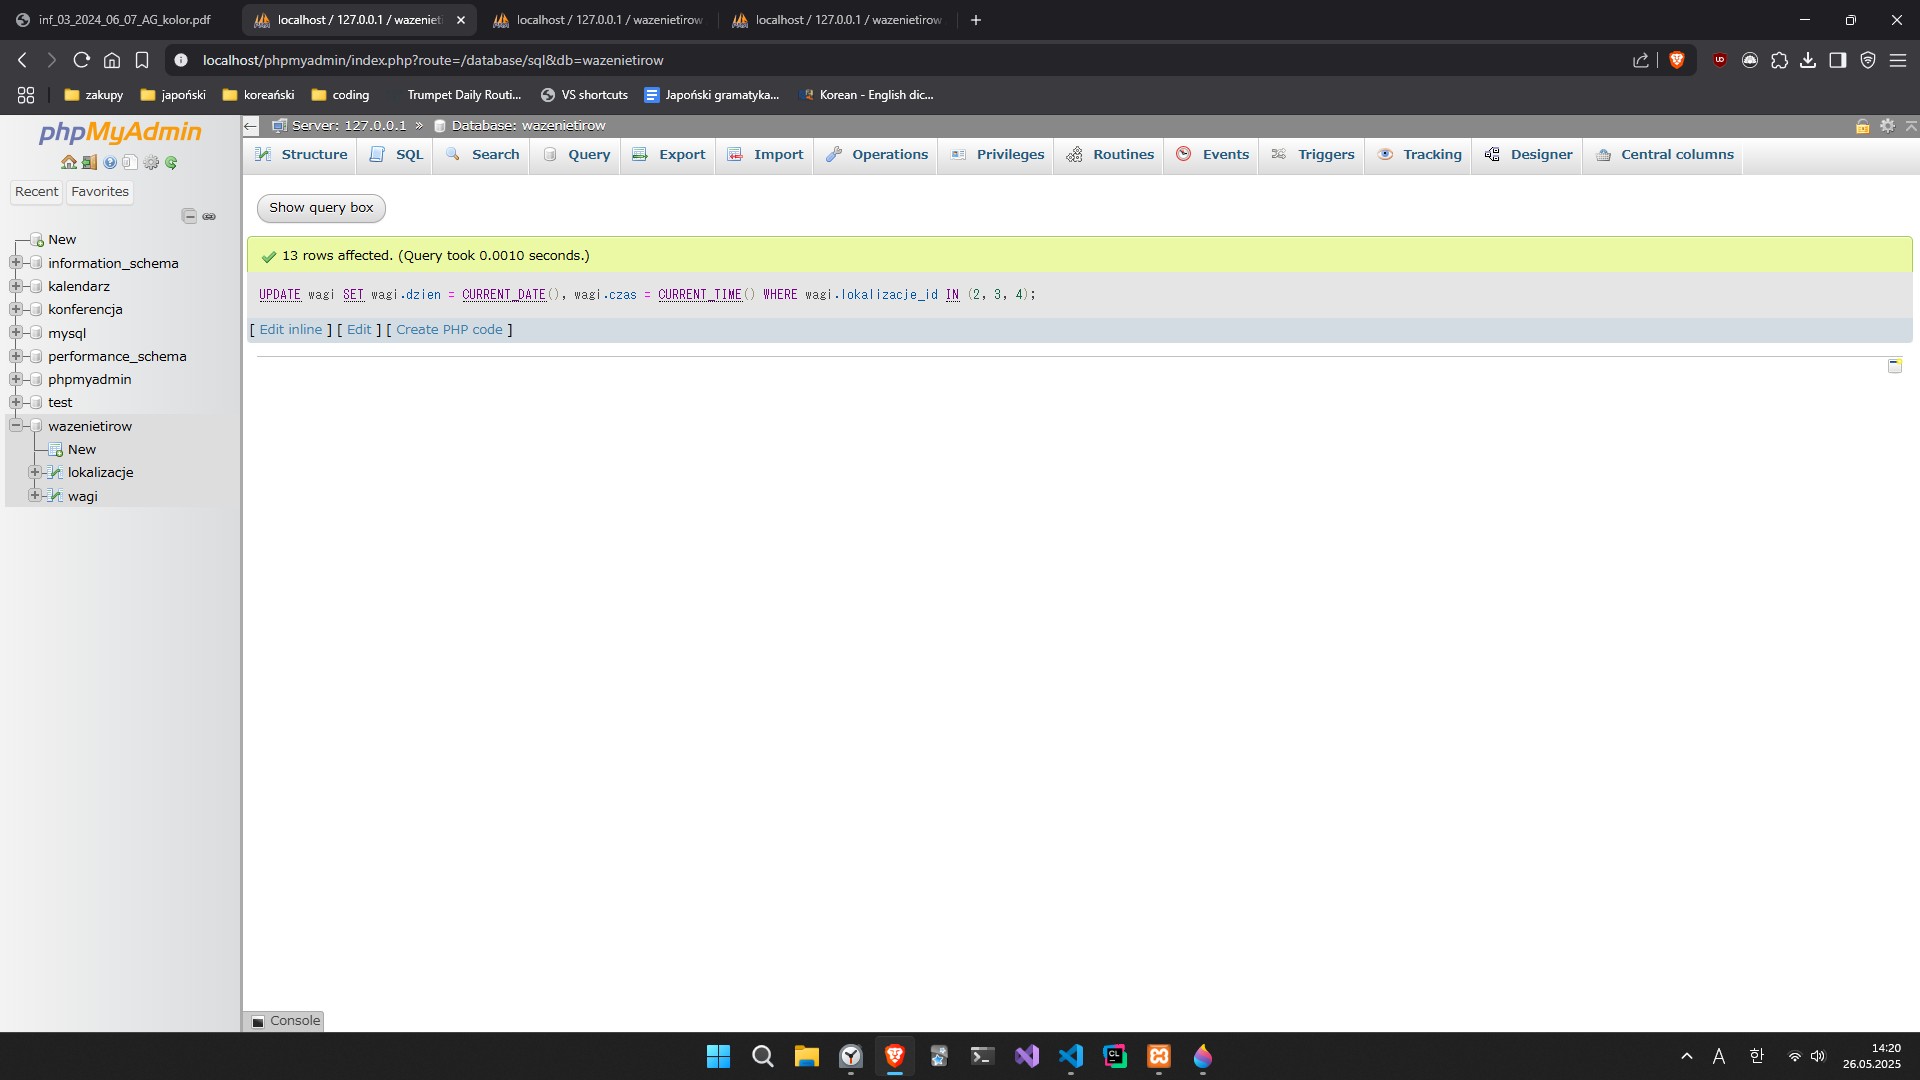 inf_03_2024_06_07_AG_kolor.pdf
localhost / 127.0.0.1 / wazenieti
localhost / 127.0.0.1 / wazenietirow
localhost / 127.0.0.1 / wazenietirow
localhost/phpmyadmin/index.php?route=/database/sql&db=wazenietirow
zakupy
japoński
koreański
coding
Trumpet Daily Routi...
VS shortcuts
Japoński gramatyka...
Korean - English dic...
phpMyAdmin
Recent
Favorites
New
information_schema
kalendarz
konferencja
mysql
performance_schema
phpmyadmin
test
wazenietirow
New
lokalizacje
wagi
Server: 127.0.0.1 » Database: wazenietirow
Structure
SQL
Search
Query
Export
Import
Operations
Privileges
Routines
Events
Triggers
Tracking
Designer
Central columns
Show query box
13 rows affected. (Query took 0.0010 seconds.)
UPDATE wagi SET wagi.dzien = CURRENT_DATE(), wagi.czas = CURRENT_TIME() WHERE wagi.lokalizacje_id IN (2, 3, 4);
[ Edit inline ] [ Edit ] [ Create PHP code ]
Console
A
한
14:20
26.05.2025